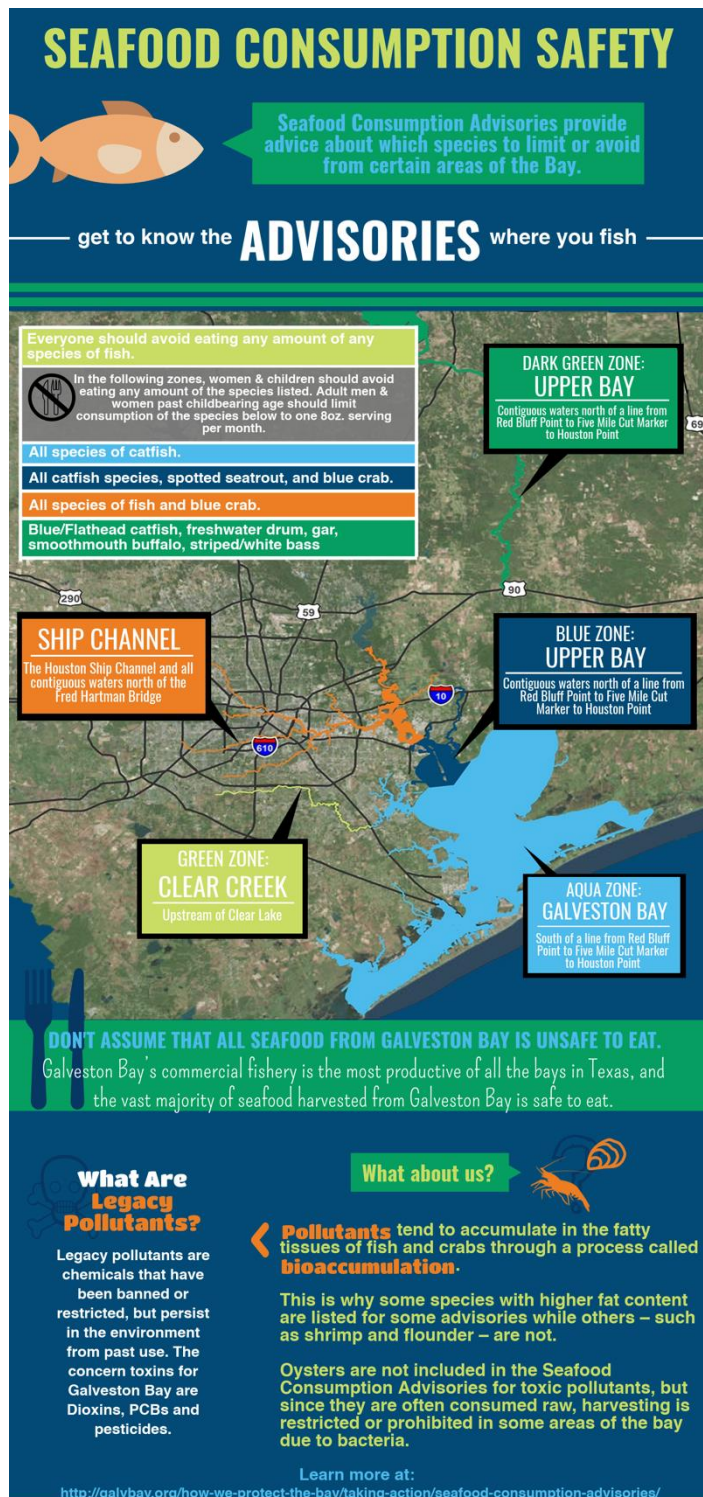 SEAFOOD CONSUMPTION SAFETY
Seafood Consumption Advisories provide
advice about which species to limit or avoid
from certain areas of the Bay.
get to know the ADVISORIES where you fish
Everyone should avoid eating any amount of any
species of fish.
In the following zones, women & children should avoid
eating any amount of the species listed. Adult men &
women past childbearing age should limit
consumption of the species below to one 8oz. serving
per month.
All species of catfish.
All catfish species, spotted seatrout, and blue crab.
All species of fish and blue crab.
Blue/Flathead catfish, freshwater drum, gar,
smoothmouth buffalo, striped/white bass
DARK GREEN ZONE:
UPPER BAY
Contiguous waters north of a line from
Red Bluff Point to Five Mile Cut Marker
to Houston Point
69
290
59
90
SHIP CHANNEL
The Houston Ship Channel and all
contiguous waters north of the
Fred Hartman Bridge
10
610
BLUE ZONE:
UPPER BAY
Contiguous waters north of a line from
Red Bluff Point to Five Mile Cut
Marker to Houston Point
GREEN ZONE:
CLEAR CREEK
Upstream of Clear Lake
AQUA ZONE:
GALVESTON BAY
South of a line from Red Bluff
Point to Five Mile Cut Marker
to Houston Point
DON'T ASSUME THAT ALL SEAFOOD FROM GALVESTON BAY IS UNSAFE TO EAT.
Galveston Bay's commercial fishery is the most productive of all the bays in Texas, and
the vast majority of seafood harvested from Galveston Bay is safe to eat.
What Are
Legacy
Pollutants?
Legacy pollutants are
chemicals that have
been banned or
restricted, but persist
in the environment
from past use. The
concern toxins for
Galveston Bay are
Dioxins, PCBs and
pesticides.
What about us?
Pollutants tend to accumulate in the fatty
tissues of fish and crabs through a process called
bioaccumulation.
This is why some species with higher fat content
are listed for some advisories while others – such
as shrimp and flounder – are not.
Oysters are not included in the Seafood
Consumption Advisories for toxic pollutants, but
since they are often consumed raw, harvesting is
restricted or prohibited in some areas of the bay
due to bacteria.
Learn more at:
http://galvbay.org/how-we-protect-the-bay/taking-action/seafood-consumption-advisories/